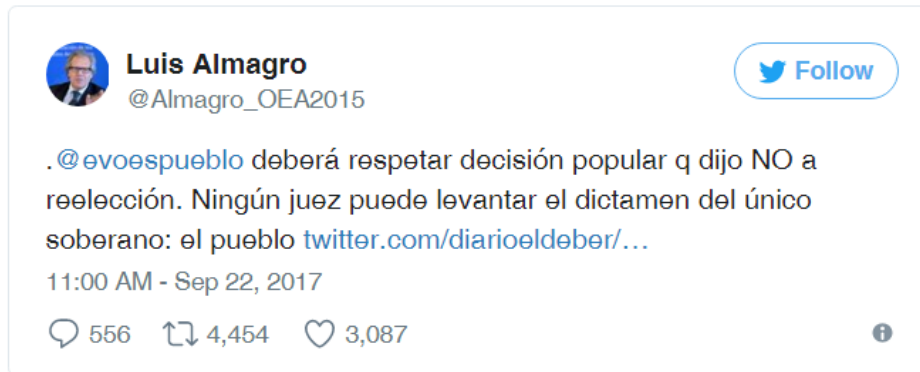 Luis Almagro
@Almagro_OEA2015
Follow
.@evoespueblo deberá respetar decisión popular q dijo NO a
reelección. Ningún juez puede levantar el dictamen del único
soberano: el pueblo twitter.com/diarioeldeber/…
11:00 AM - Sep 22, 2017
556 4,454 3,087